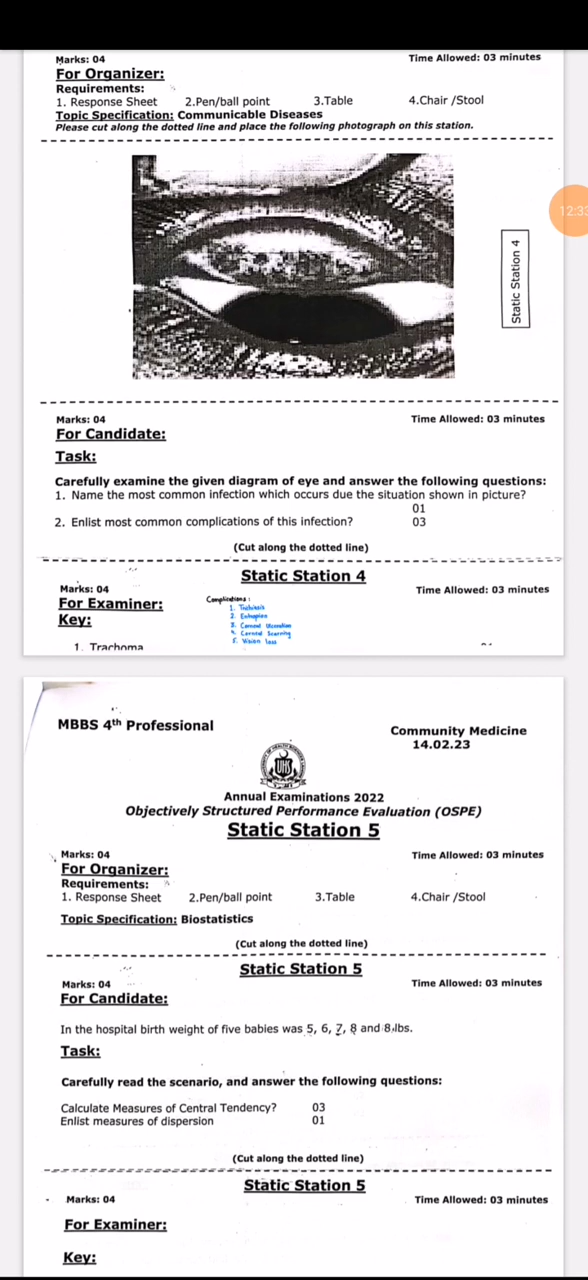 Marks: 04 Time Allowed: 03 minutes
For Organizer:
Requirements:
1. Response Sheet 2.Pen/ball point 3.Table 4.Chair /Stool
Topic Specification: Communicable Diseases
Please cut along the dotted line and place the following photograph on this station.
12:33
Static Station 4
Marks: 04 Time Allowed: 03 minutes
For Candidate:
Task:
Carefully examine the given diagram of eye and answer the following questions:
1. Name the most common infection which occurs due the situation shown in picture?
01
2. Enlist most common complications of this infection? 03
(Cut along the dotted line)
Static Station 4
Marks: 04 Time Allowed: 03 minutes
For Examiner:
Key:
Complications:
1. Trichiasis
2. Entropion
3. Corneal Ulceration
4. Corneal Scarring
5. Vision loss
1. Trachoma
MBBS 4th Professional
Community Medicine
14.02.23
UHS
Annual Examinations 2022
Objectively Structured Performance Evaluation (OSPE)
Static Station 5
Marks: 04 Time Allowed: 03 minutes
For Organizer:
Requirements:
1. Response Sheet 2.Pen/ball point 3.Table 4.Chair /Stool
Topic Specification: Biostatistics
(Cut along the dotted line)
Static Station 5
Marks: 04 Time Allowed: 03 minutes
For Candidate:
In the hospital birth weight of five babies was 5, 6, 7, 8 and 8 lbs.
Task:
Carefully read the scenario, and answer the following questions:
Calculate Measures of Central Tendency? 03
Enlist measures of dispersion 01
(Cut along the dotted line)
Static Station 5
Marks: 04 Time Allowed: 03 minutes
For Examiner:
Key: